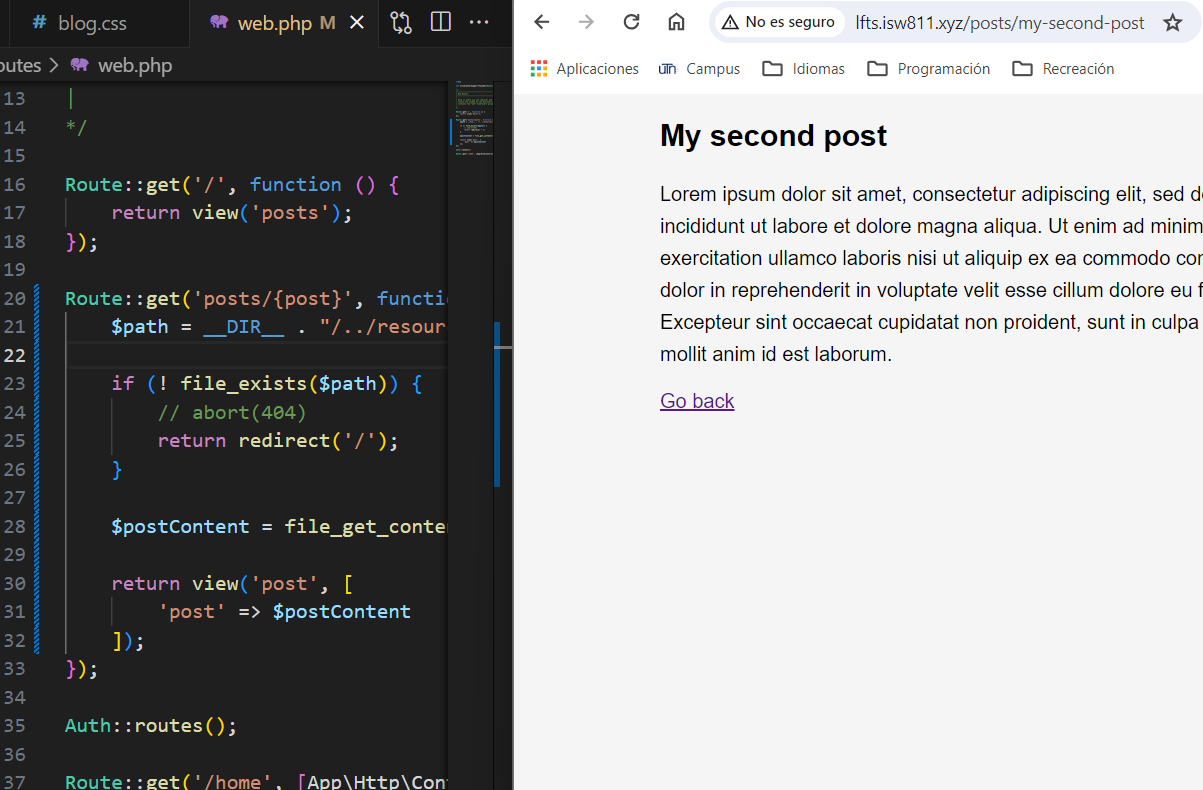 # blog.css
web.php M
outes > web.php
13 |
14 */
15
16 Route::get('/', function () {
17 return view('posts');
18 });
19
20 Route::get('posts/{post}', functi
21 $path = __DIR__ . "/../resour
22
23 if (! file_exists($path)) {
24 // abort(404)
25 return redirect('/');
26 }
27
28 $postContent = file_get_conte
29
30 return view('post', [
31 'post' => $postContent
32 ]);
33 });
34
35 Auth::routes();
36
37 Route::get('/home', [App\Http\Con
No es seguro lfts.isw811.xyz/posts/my-second-post
Aplicaciones UTN Campus Idiomas Programación Recreación
My second post
Lorem ipsum dolor sit amet, consectetur adipiscing elit, sed d
incididunt ut labore et dolore magna aliqua. Ut enim ad minim
exercitation ullamco laboris nisi ut aliquip ex ea commodo cor
dolor in reprehenderit in voluptate velit esse cillum dolore eu f
Excepteur sint occaecat cupidatat non proident, sunt in culpa
mollit anim id est laborum.
Go back